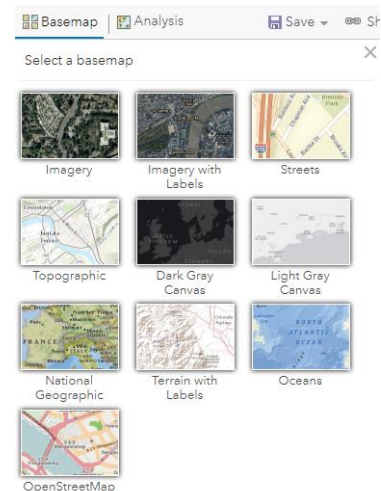 Basemap Analysis Save Sh
Select a basemap
Imagery
Imagery with
Labels
Streets
Topographic
Dark Gray
Canvas
Light Gray
Canvas
National
Geographic
Terrain with
Labels
Oceans
OpenStreetMap